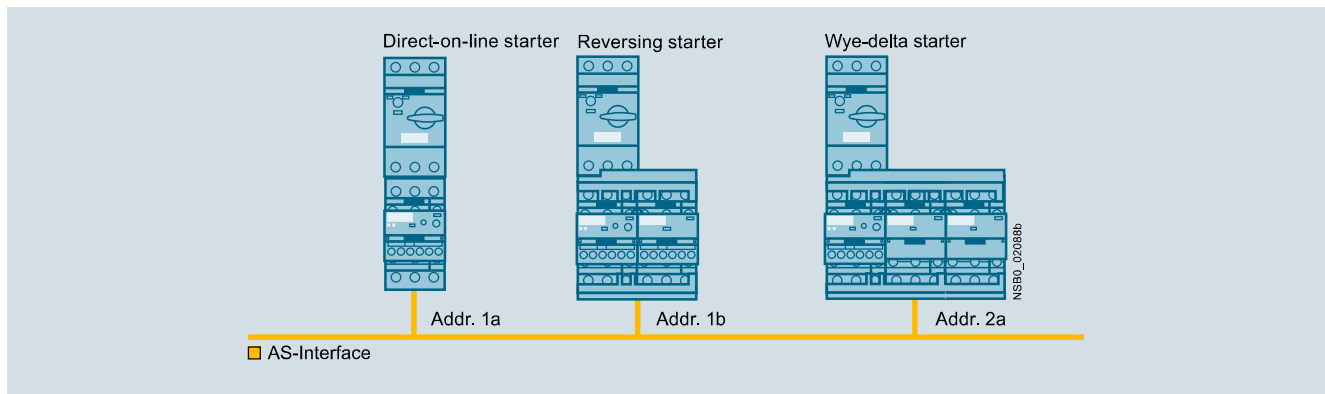 Direct-on-line starter
Reversing starter
Wye-delta starter
NSB0_02088b
Addr. 1a
Addr. 1b
Addr. 2a
AS-Interface